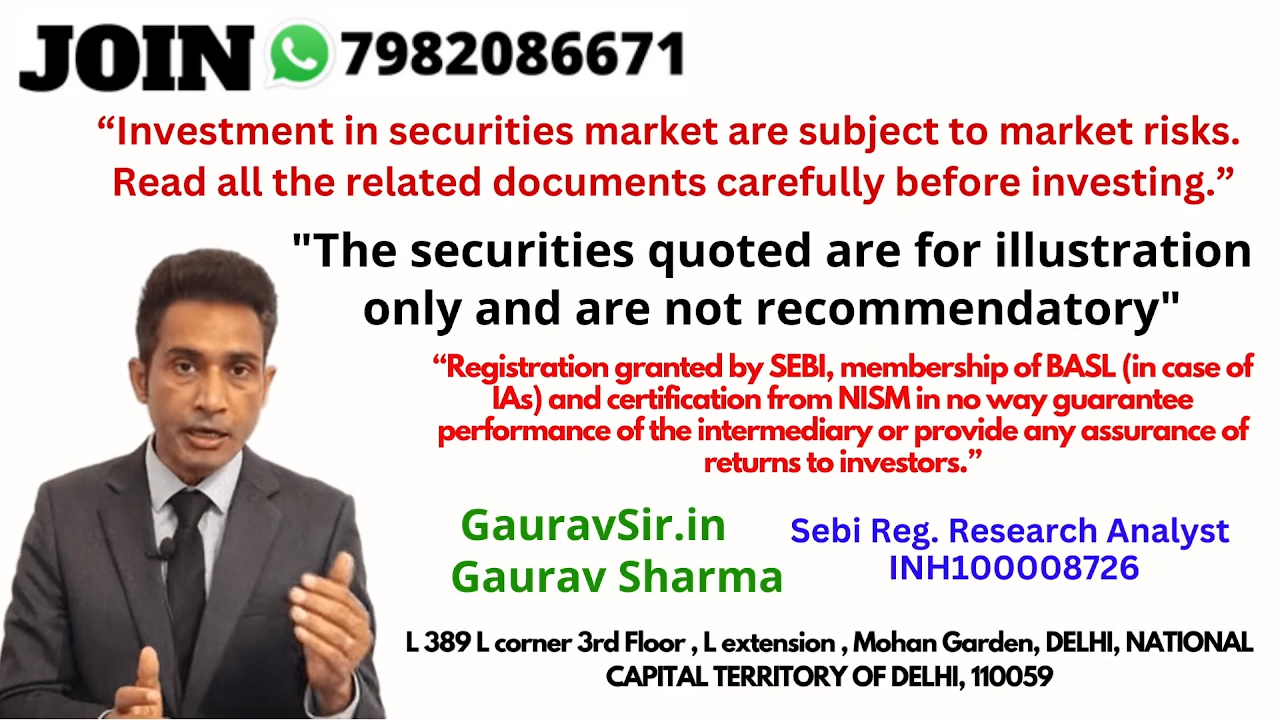 JOIN 7982086671
“Investment in securities market are subject to market risks.
Read all the related documents carefully before investing.”
"The securities quoted are for illustration
only and are not recommendatory"
“Registration granted by SEBI, membership of BASL (in case of
IAs) and certification from NISM in no way guarantee
performance of the intermediary or provide any assurance of
returns to investors.”
GauravSir.in
Gaurav Sharma
Sebi Reg. Research Analyst
INH100008726
L 389 L corner 3rd Floor , L extension , Mohan Garden, DELHI, NATIONAL
CAPITAL TERRITORY OF DELHI, 110059